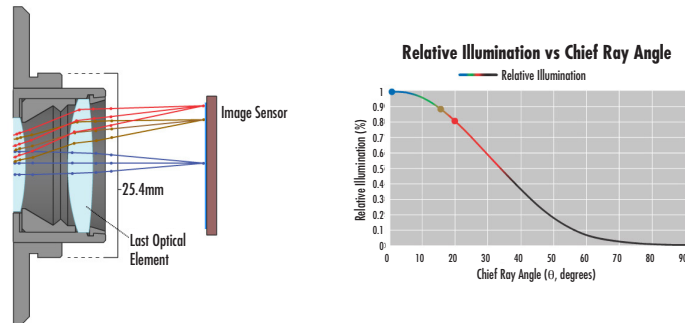 Image Sensor
25.4mm
Last Optical
Element
Relative Illumination vs Chief Ray Angle
Relative Illumination
Relative Illumination (%)
1
0.9
0.8
0.7
0.6
0.5
0.4
0.3
0.2
0.1
0
0 10 20 30 40 50 60 70 80 90
Chief Ray Angle (θ, degrees)